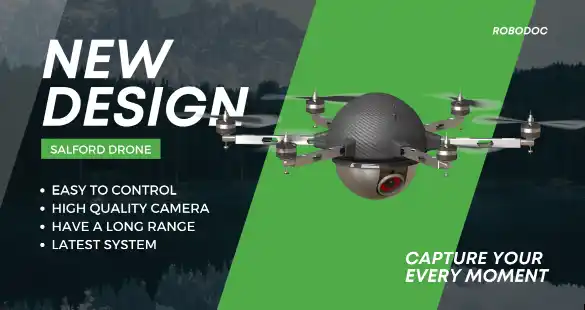 ROBODOC
NEW
DESIGN
SALFORD DRONE
• EASY TO CONTROL
• HIGH QUALITY CAMERA
• HAVE A LONG RANGE
• LATEST SYSTEM
CAPTURE YOUR
EVERY MOMENT